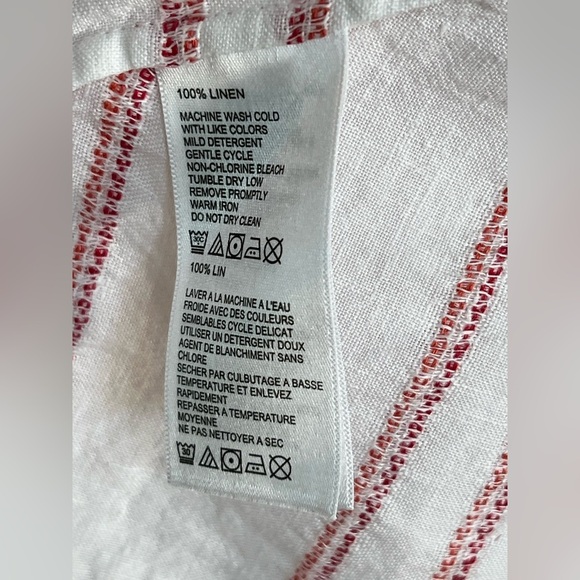 100% LINEN
MACHINE WASH COLD
WITH LIKE COLORS
MILD DETERGENT
GENTLE CYCLE
NON-CHLORINE BLEACH
TUMBLE DRY LOW
REMOVE PROMPTLY
WARM IRON
DO NOT DRY CLEAN
30C
100% LIN
LAVER A LA MACHINE A L'EAU
FROIDE AVEC DES COULEURS
SEMBLABLES CYCLE DELICAT
UTILISER UN DETERGENT DOUX
AGENT DE BLANCHIMENT SANS
CHLORE
SECHER PAR CULBUTAGE A BASSE
TEMPERATURE ET ENLEVEZ
RAPIDEMENT
REPASSER A TEMPERATURE
MOYENNE
NE PAS NETTOYER A SEC
30